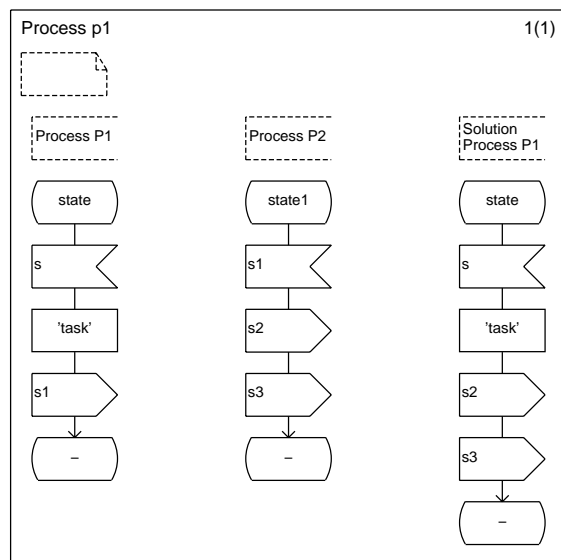 Process p1
1(1)
Process P1
state
s
’task’
s1
–
Process P2
state1
s1
s2
s3
–
Solution
Process P1
state
s
’task’
s2
s3
–